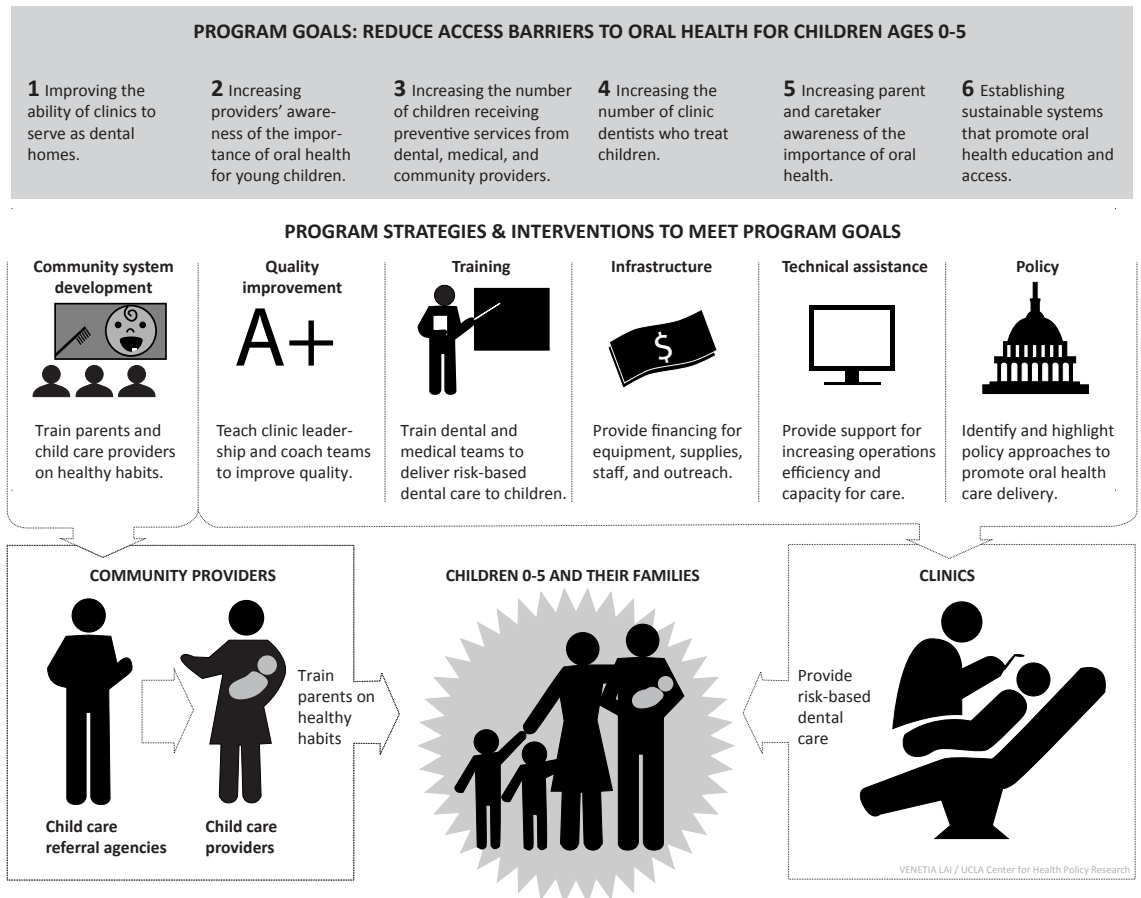 PROGRAM GOALS: REDUCE ACCESS BARRIERS TO ORAL HEALTH FOR CHILDREN AGES 0-5
1 Improving the
ability of clinics to
serve as dental
homes.
2 Increasing
providers' aware-
ness of the impor-
tance of oral health
for young children.
3 Increasing the number
of children receiving
preventive services from
dental, medical, and
community providers.
4 Increasing the
number of clinic
dentists who treat
children.
5 Increasing parent
and caretaker
awareness of the
importance of oral
health.
6 Establishing
sustainable systems
that promote oral
health education and
access.
PROGRAM STRATEGIES & INTERVENTIONS TO MEET PROGRAM GOALS
Community system
development
Train parents and
child care providers
on healthy habits.
Quality
improvement
A+
Teach clinic leader-
ship and coach teams
to improve quality.
Training
Train dental and
medical teams to
deliver risk-based
dental care to children.
Infrastructure
$
Provide financing for
equipment, supplies,
staff, and outreach.
Technical assistance
Provide support for
increasing operations
efficiency and
capacity for care.
Policy
Identify and highlight
policy approaches to
promote oral health
care delivery.
COMMUNITY PROVIDERS
Train
parents on
healthy
habits
Child care
referral agencies
Child care
providers
CHILDREN 0-5 AND THEIR FAMILIES
CLINICS
Provide
risk-based
dental
care
VENETIA LAI / UCLA Center for Health Policy Research